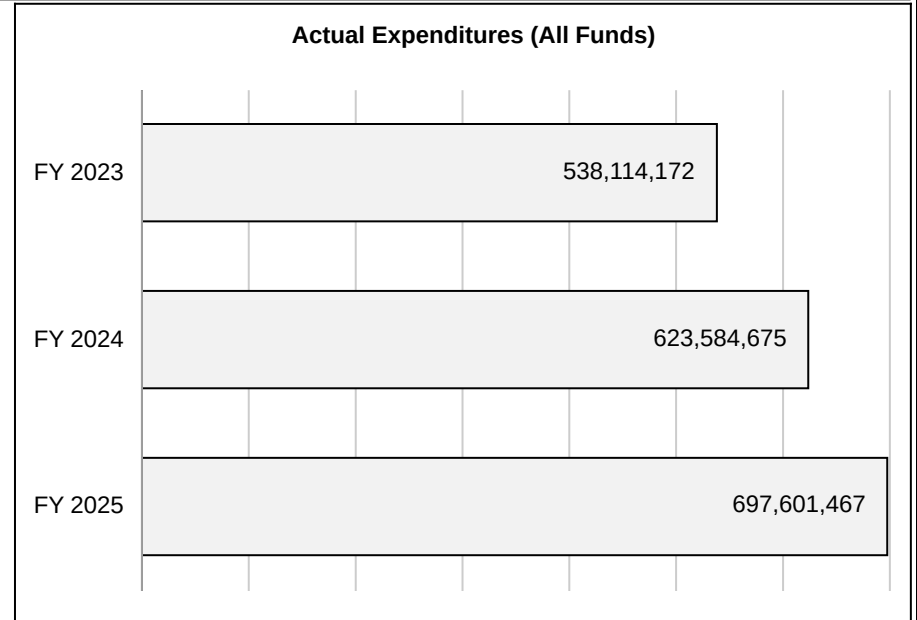 Actual Expenditures (All Funds)
FY 2023
538,114,172
FY 2024
623,584,675
FY 2025
697,601,467